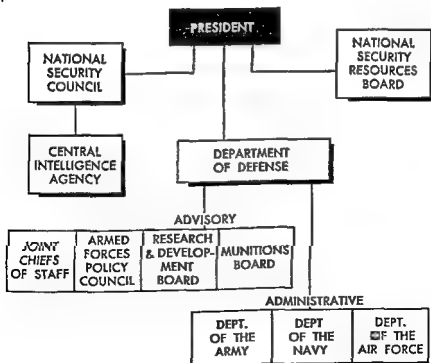 PRESIDENT
NATIONAL
SECURITY
COUNCIL
NATIONAL
SECURITY
RESOURCES
BOARD
CENTRAL
INTELLIGENCE
AGENCY
DEPARTMENT
OF DEFENSE
ADVISORY
JOINT
CHIEFS
OF STAFF
ARMED
FORCES
POLICY
COUNCIL
RESEARCH
& DEVELOP-
MENT
BOARD
MUNITIONS
BOARD
ADMINISTRATIVE
DEPT.
OF THE
ARMY
DEPT
OF THE
NAVY
DEPT.
OF THE
AIR FORCE